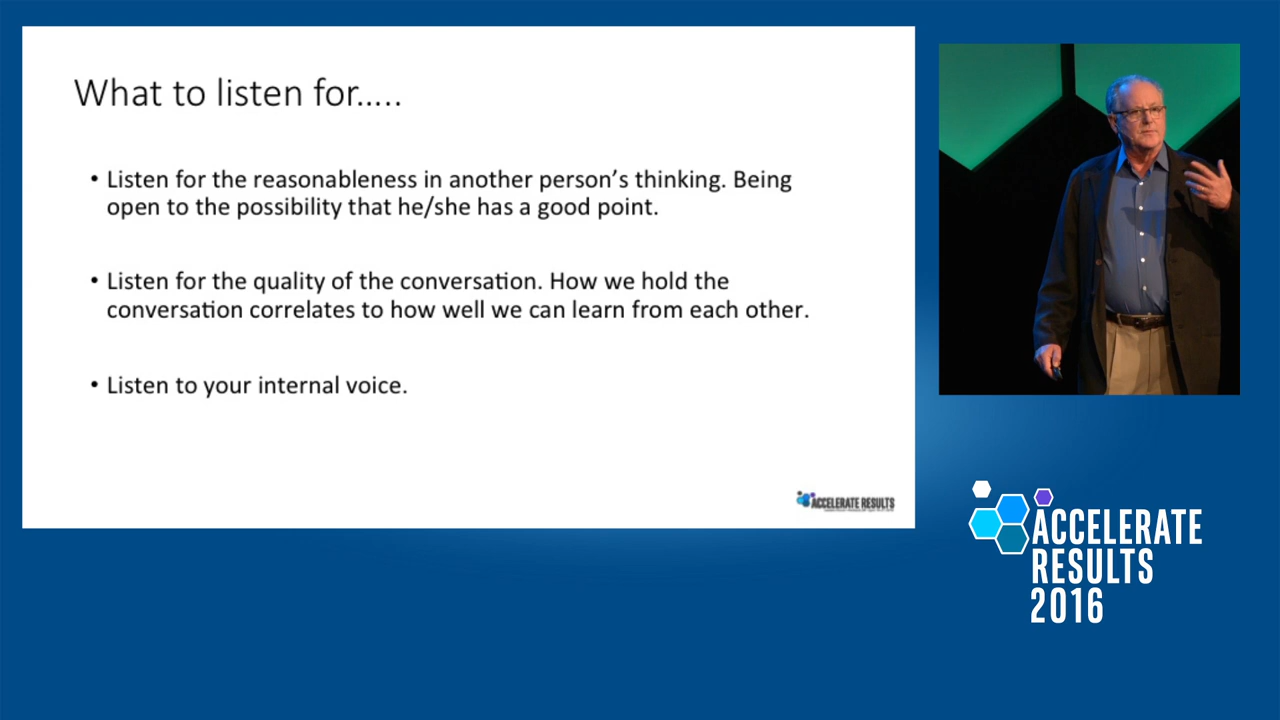 What to listen for.....
• Listen for the reasonableness in another person's thinking. Being
open to the possibility that he/she has a good point.
• Listen for the quality of the conversation. How we hold the
conversation correlates to how well we can learn from each other.
• Listen to your internal voice.
ACCELERATE RESULTS
ACCELERATE
RESULTS
2016